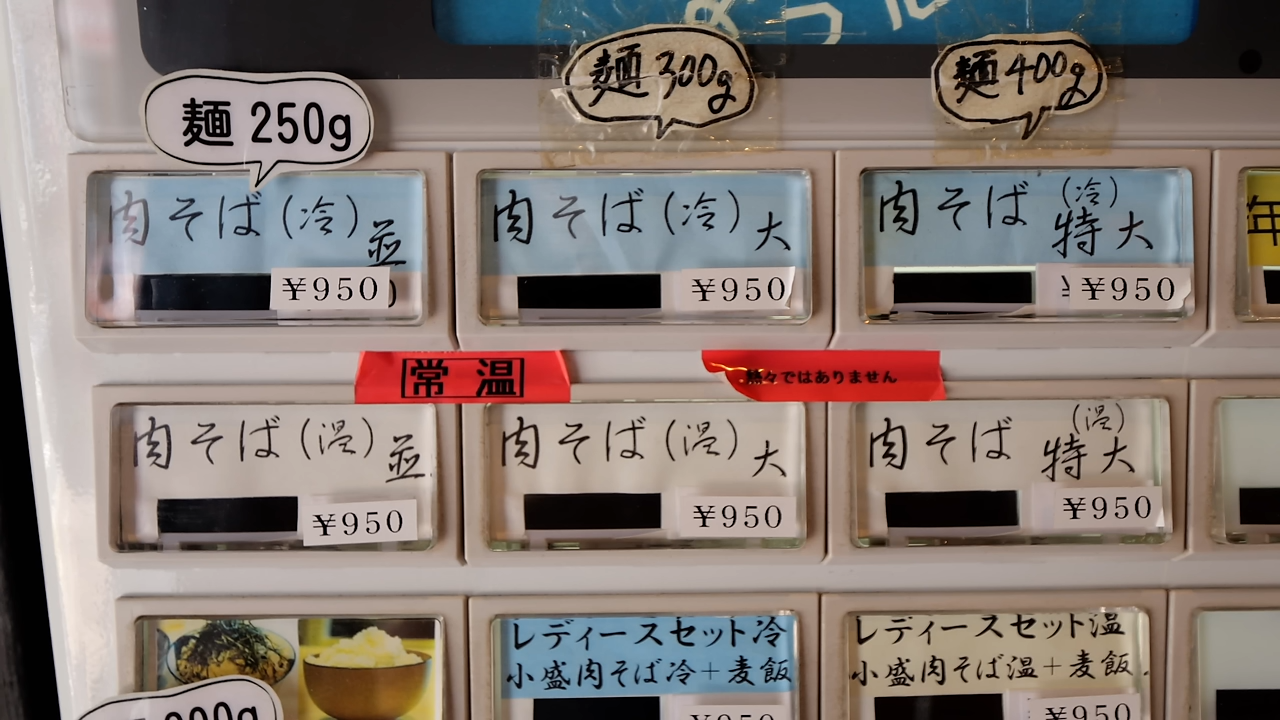 麺 250g
麺 300g
麺 400g
肉そば(冷) 並
¥950
肉そば(冷) 大
¥950
肉そば (冷) 特大
¥950
年
常 温
熱々ではありません
肉そば(温) 並
¥950
肉そば(温) 大
¥950
肉そば (温) 特大
¥950
レディースセット冷
小盛肉そば冷+麦飯
¥950
レディースセット温
小盛肉そば温+麦飯
¥950